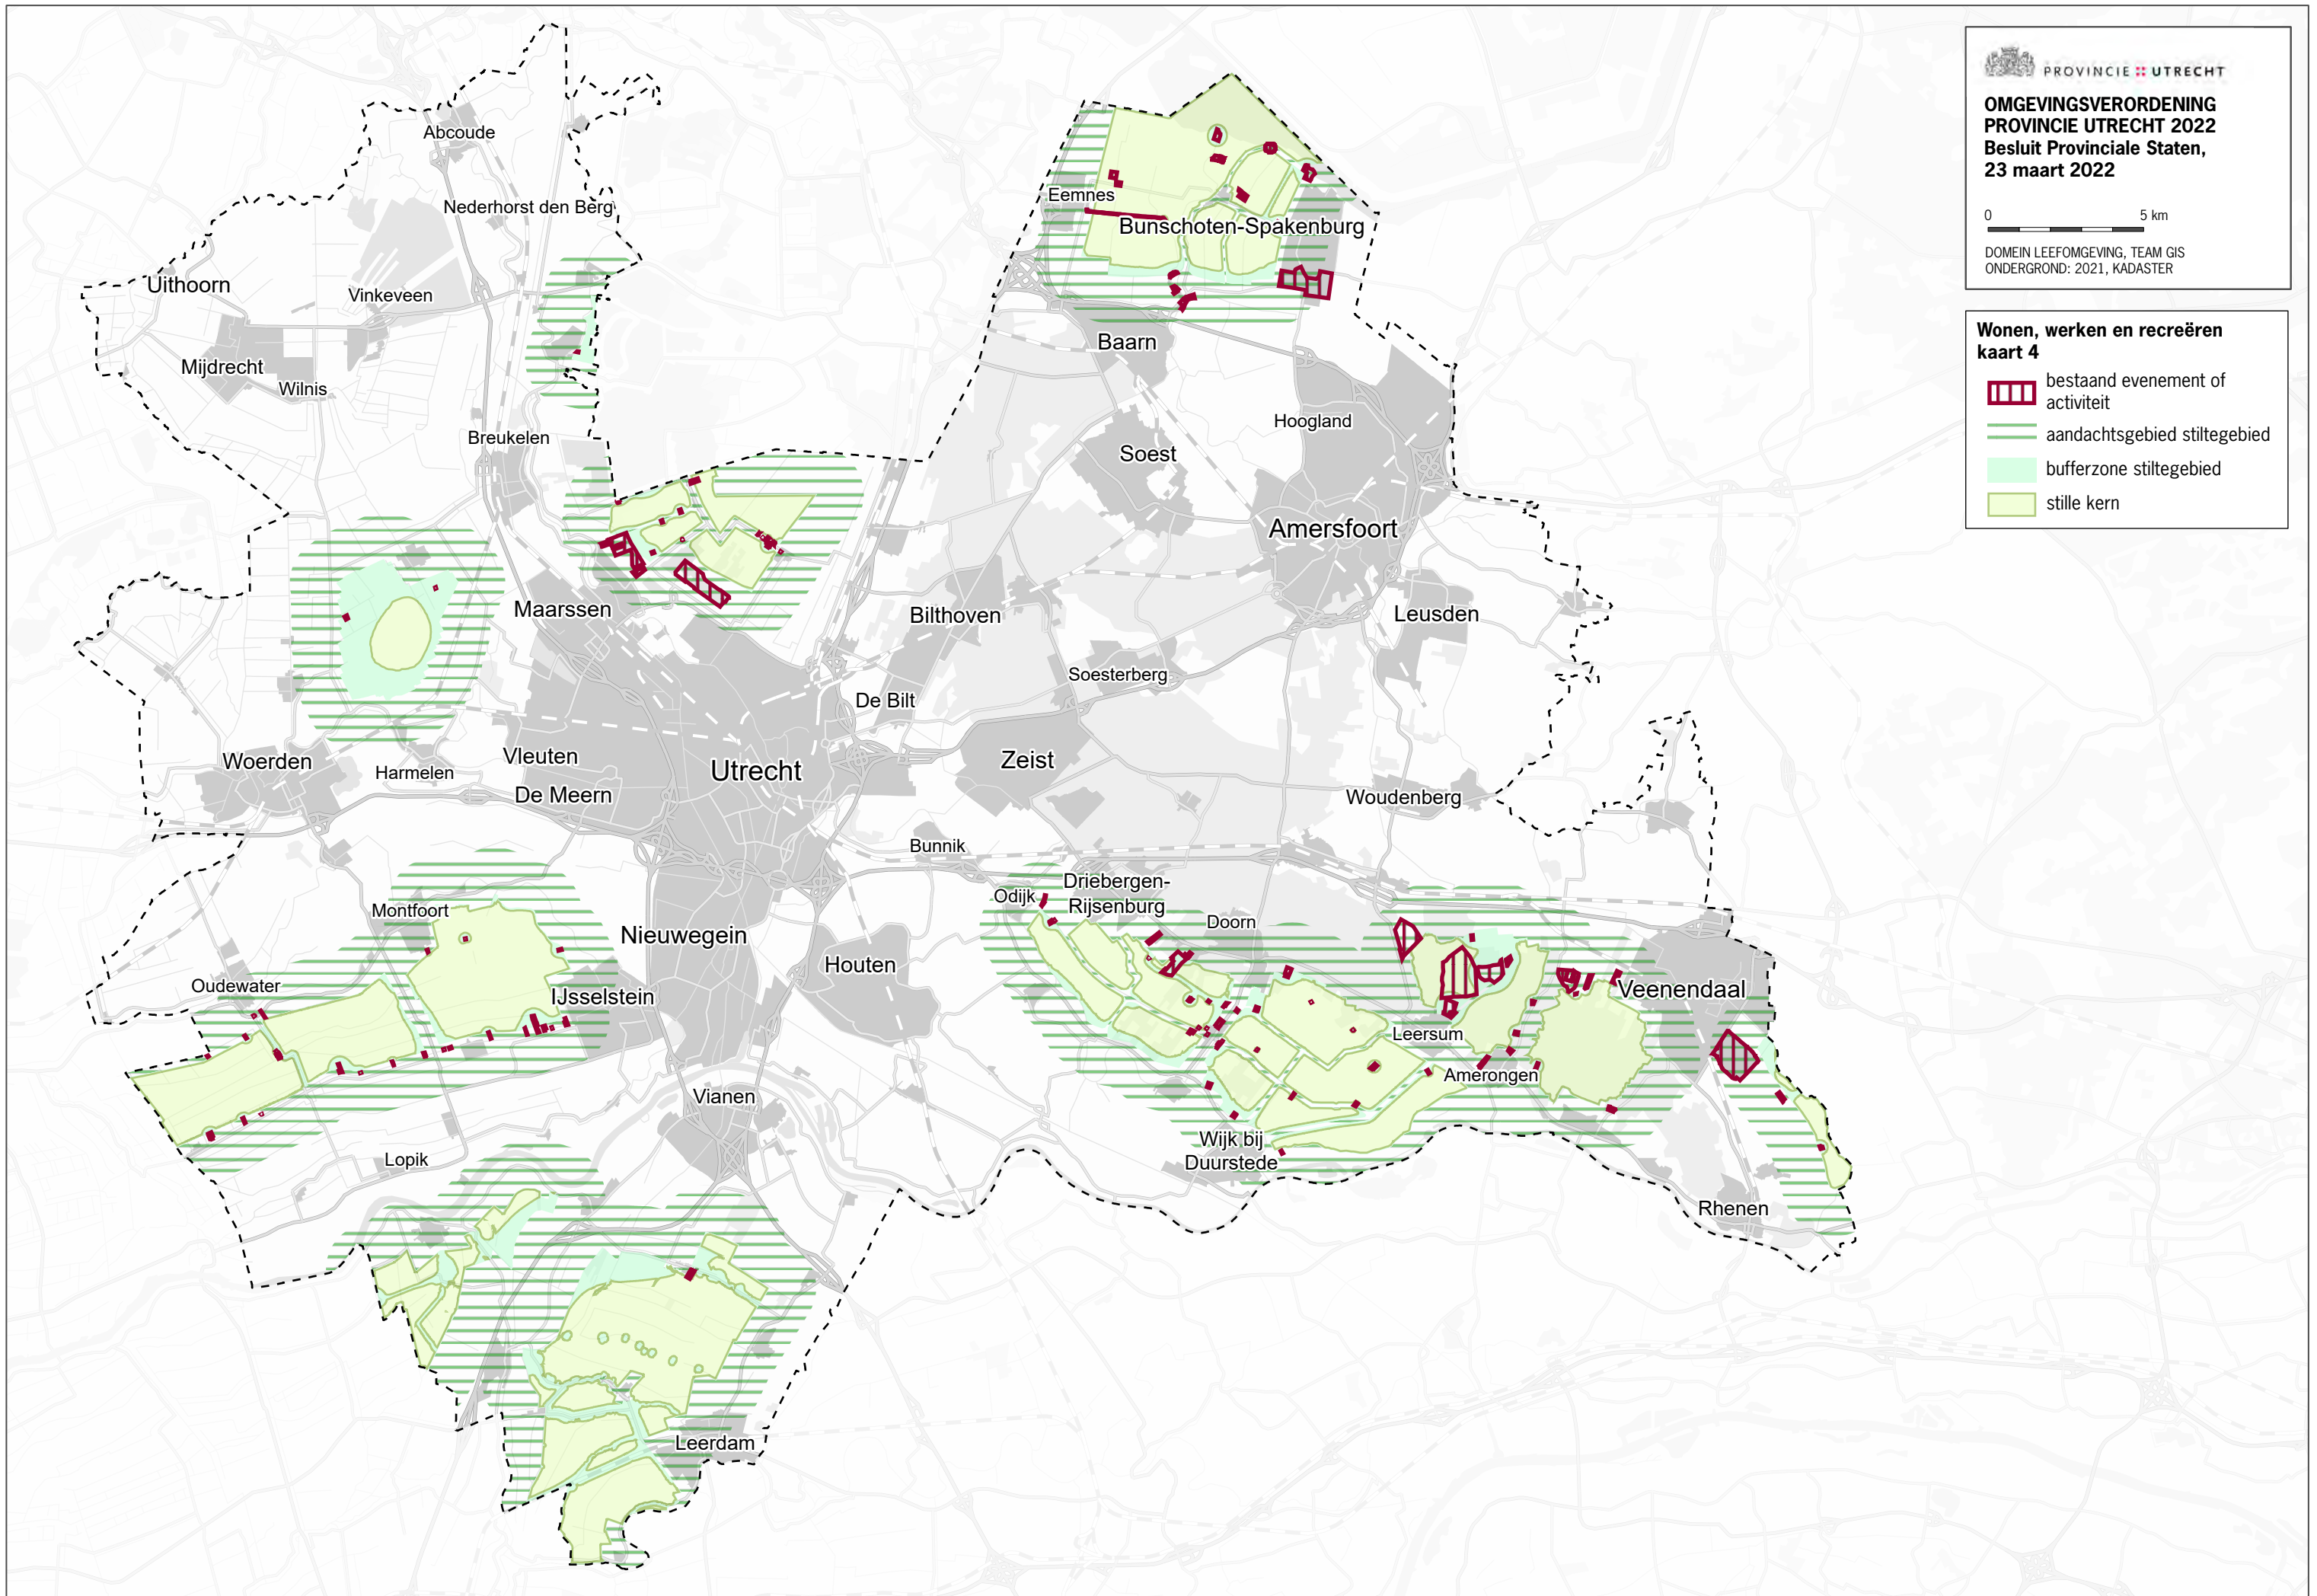 PROVINCIE UTRECHT
OMGEVINGSVERORDENING
PROVINCIE UTRECHT 2022
Besluit Provinciale Staten,
23 maart 2022
0 5 km
DOMEIN LEEFOMGEVING, TEAM GIS
ONDERGROND: 2021, KADASTER
Wonen, werken en recreëren
kaart 4
bestaand evenement of
activiteit
aandachtsgebied stiltegebied
bufferzone stiltegebied
stille kern
Abcoude
Nederhorst den Berg
Eemnes
Bunschoten-Spakenburg
Uithoorn
Vinkeveen
Baarn
Mijdrecht
Wilnis
Hoogland
Breukelen
Soest
Amersfoort
Maarssen
Bilthoven
Leusden
Soesterberg
De Bilt
Woerden
Vleuten
Harmelen
Utrecht
Zeist
De Meern
Woudenberg
Bunnik
Driebergen-
Rijsenburg
Odijk
Montfoort
Doorn
Nieuwegein
Houten
Oudewater
IJsselstein
Veenendaal
Leersum
Amerongen
Vianen
Wijk bij
Duurstede
Lopik
Rhenen
Leerdam